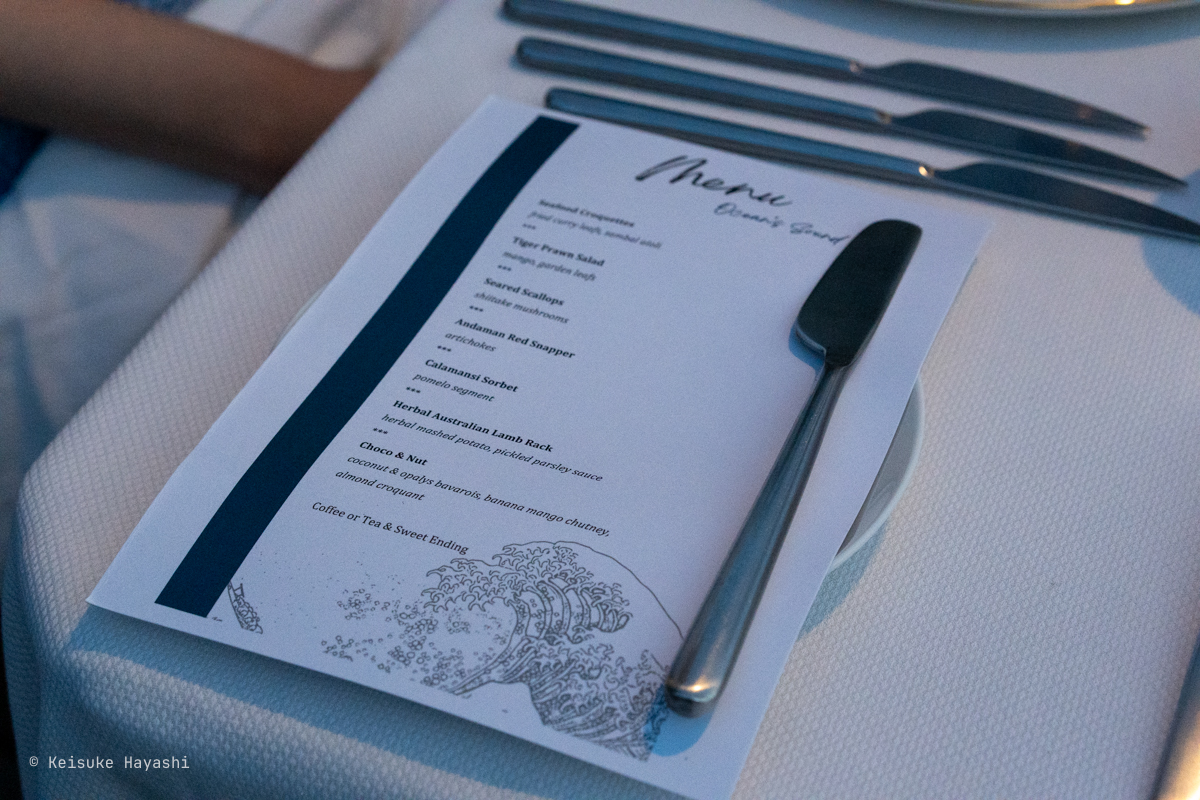 Menu
Ocean's Sound
Seafood Croquettes
fried curry leafs, sambal aioli
***
Tiger Prawn Salad
mango, garden leafs
***
Seared Scallops
shiitake mushrooms
***
Andaman Red Snapper
artichokes
***
Calamansi Sorbet
pomelo segment
***
Herbal Australian Lamb Rack
herbal mashed potato, pickled parsley sauce
***
Choco & Nut
coconut & opalys bavarois, banana mango chutney,
almond croquant
Coffee or Tea & Sweet Ending
© Keisuke Hayashi